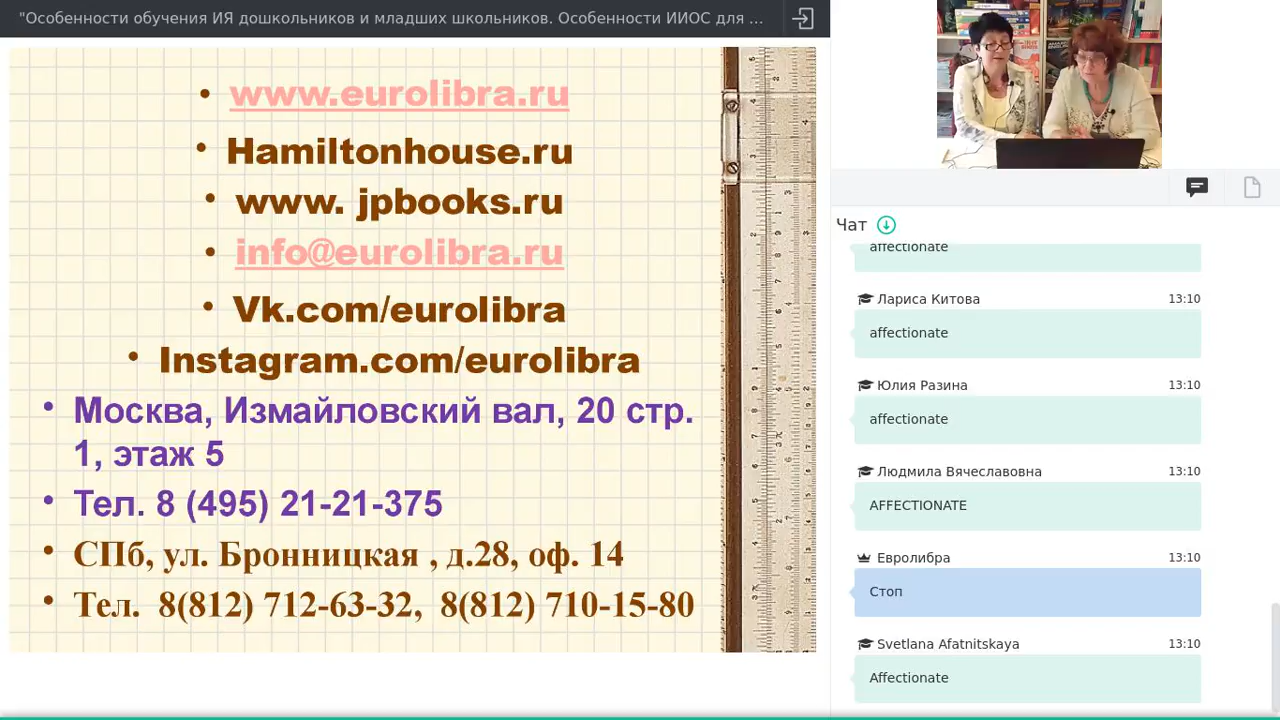 "Особенности обучения ИЯ дошкольников и младших школьников. Особенности ИИОС для ...
www.eurolibra.ru
Hamiltonhouse.ru
www. jpbooks.ru
info@eurolibra.ru
Vk.com/eurolibra
Instagram.com/eurolibra
Москва, Измайловский вал, 20 стр.
1, этаж 5
Тел. 8 (495) 21-21-375
СПб, ул. Бронницкая , д.28, оф. 14
Тел. 8(812) 712-63-32, 8(812) 710-15-80
Чат
affectionate
Лариса Китова 13:10
affectionate
Юлия Разина 13:10
affectionate
Людмила Вячеславовна 13:10
AFFECTIONATE
Евролибра 13:10
Стоп
Svetlana Afatnitskaya 13:10
Affectionate